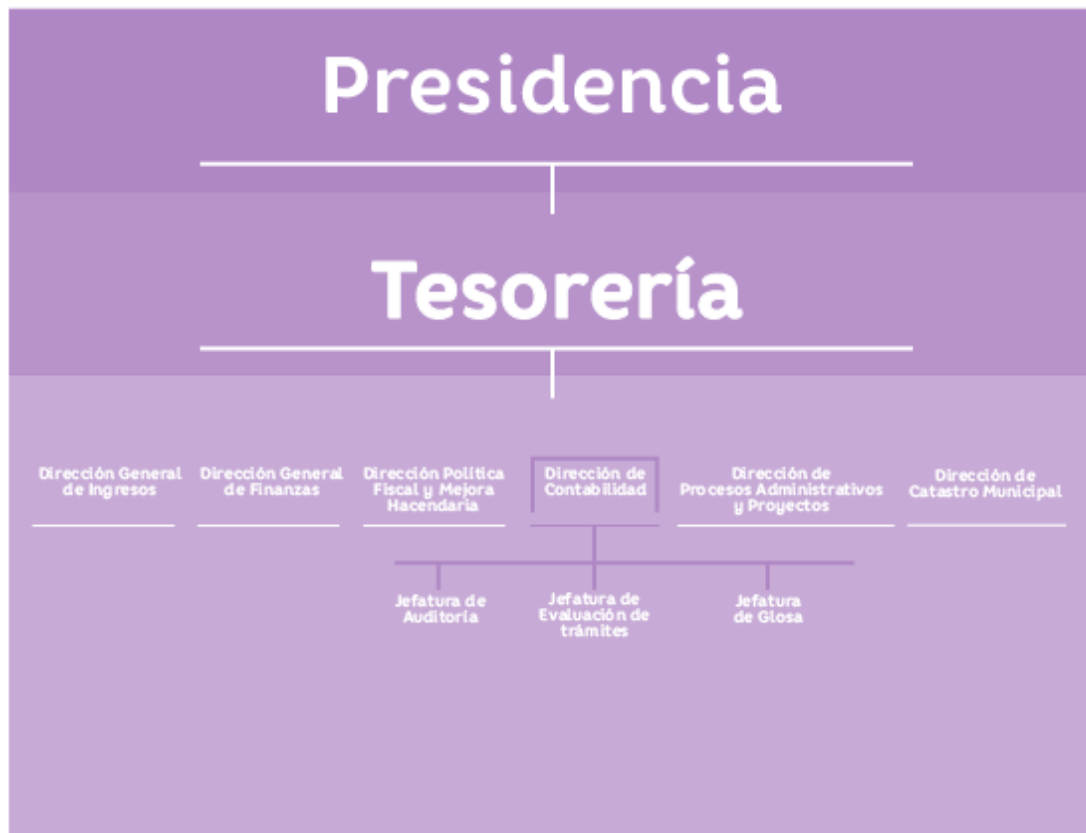 Presidencia
Tesorería
Dirección General
de Ingresos
Dirección General
de Finanzas
Dirección Política
Fiscal y Mejora
Hacendaria
Dirección de
Contabilidad
Dirección de
Procesos Administrativos
y Proyectos
Dirección de
Catastro Municipal
Jefatura de
Auditoría
Jefatura de
Evaluación de
trámites
Jefatura
de Glosa